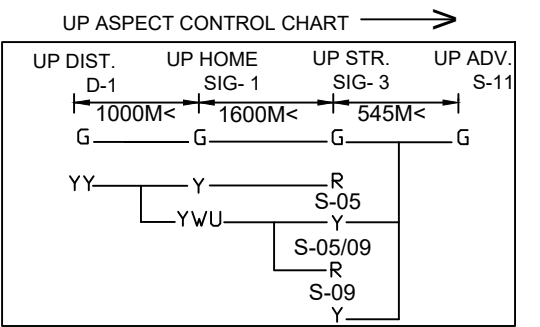 UP ASPECT CONTROL CHART
UP DIST. UP HOME UP STR. UP ADV.
D-1 SIG- 1 SIG- 3 S-11
1000M< 1600M< 545M<
G G G G
YY Y R
S-05
YWU Y
S-05/09
R
S-09
Y